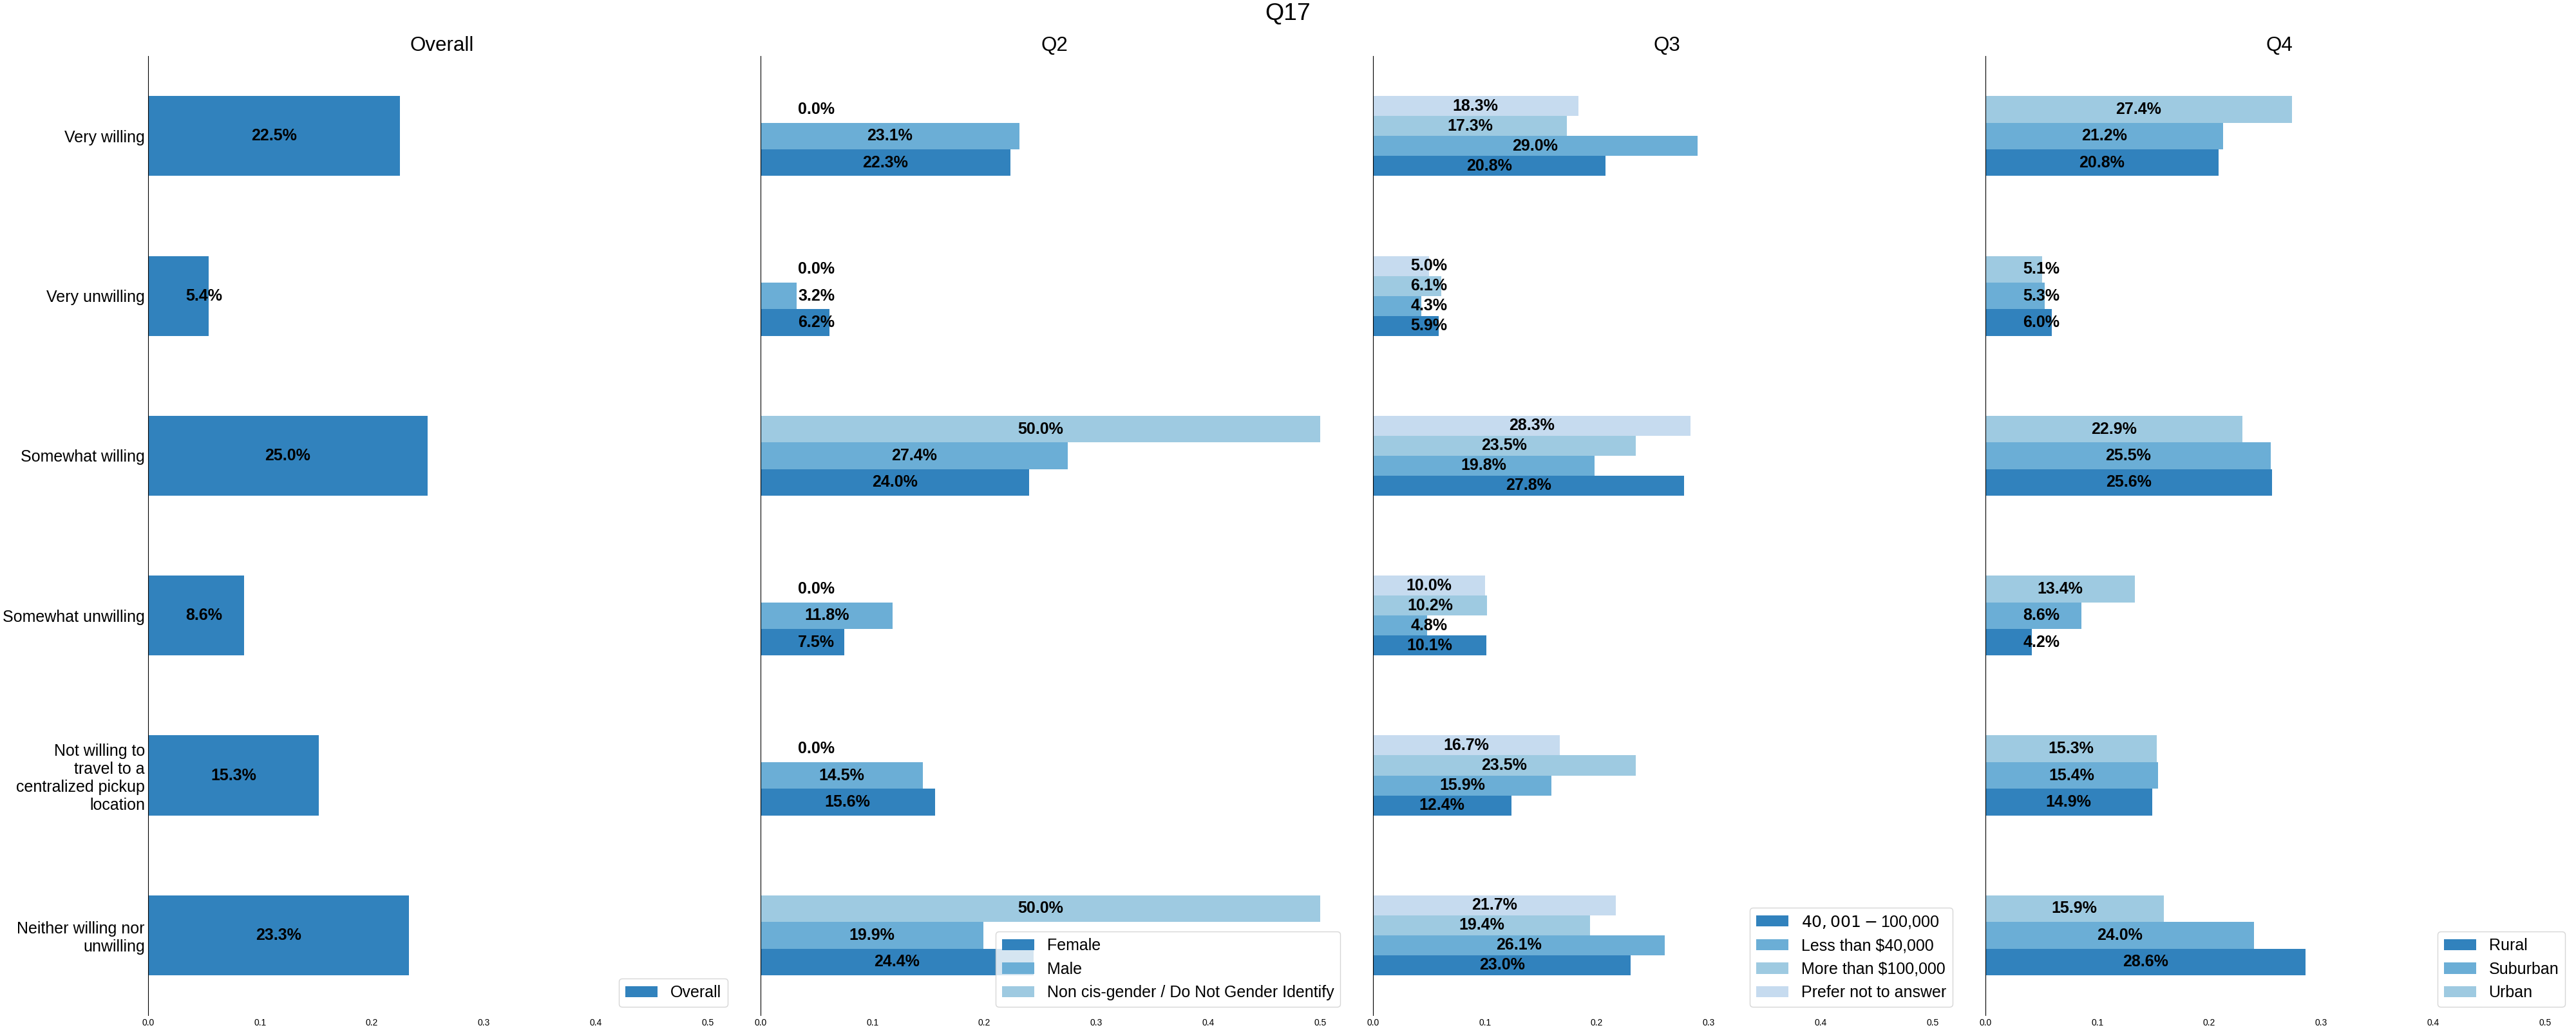 Q17
Overall
Very willing
22.5%
Very unwilling
5.4%
Somewhat willing
25.0%
Somewhat unwilling
8.6%
Not willing to
travel to a
centralized pickup
location
15.3%
Neither willing nor
unwilling
23.3%
Overall
0.0 0.1 0.2 0.3 0.4 0.5
Q2
0.0%
23.1%
22.3%
0.0%
3.2%
6.2%
50.0%
27.4%
24.0%
0.0%
11.8%
7.5%
0.0%
14.5%
15.6%
50.0%
19.9%
24.4%
Female
Male
Non cis-gender / Do Not Gender Identify
0.0 0.1 0.2 0.3 0.4 0.5
Q3
18.3%
17.3%
29.0%
20.8%
5.0%
6.1%
4.3%
5.9%
28.3%
23.5%
19.8%
27.8%
10.0%
10.2%
4.8%
10.1%
16.7%
23.5%
15.9%
12.4%
21.7%
19.4%
26.1%
23.0%
40,001-100,000
Less than $40,000
More than $100,000
Prefer not to answer
0.0 0.1 0.2 0.3 0.4 0.5
Q4
27.4%
21.2%
20.8%
5.1%
5.3%
6.0%
22.9%
25.5%
25.6%
13.4%
8.6%
4.2%
15.3%
15.4%
14.9%
15.9%
24.0%
28.6%
Rural
Suburban
Urban
0.0 0.1 0.2 0.3 0.4 0.5